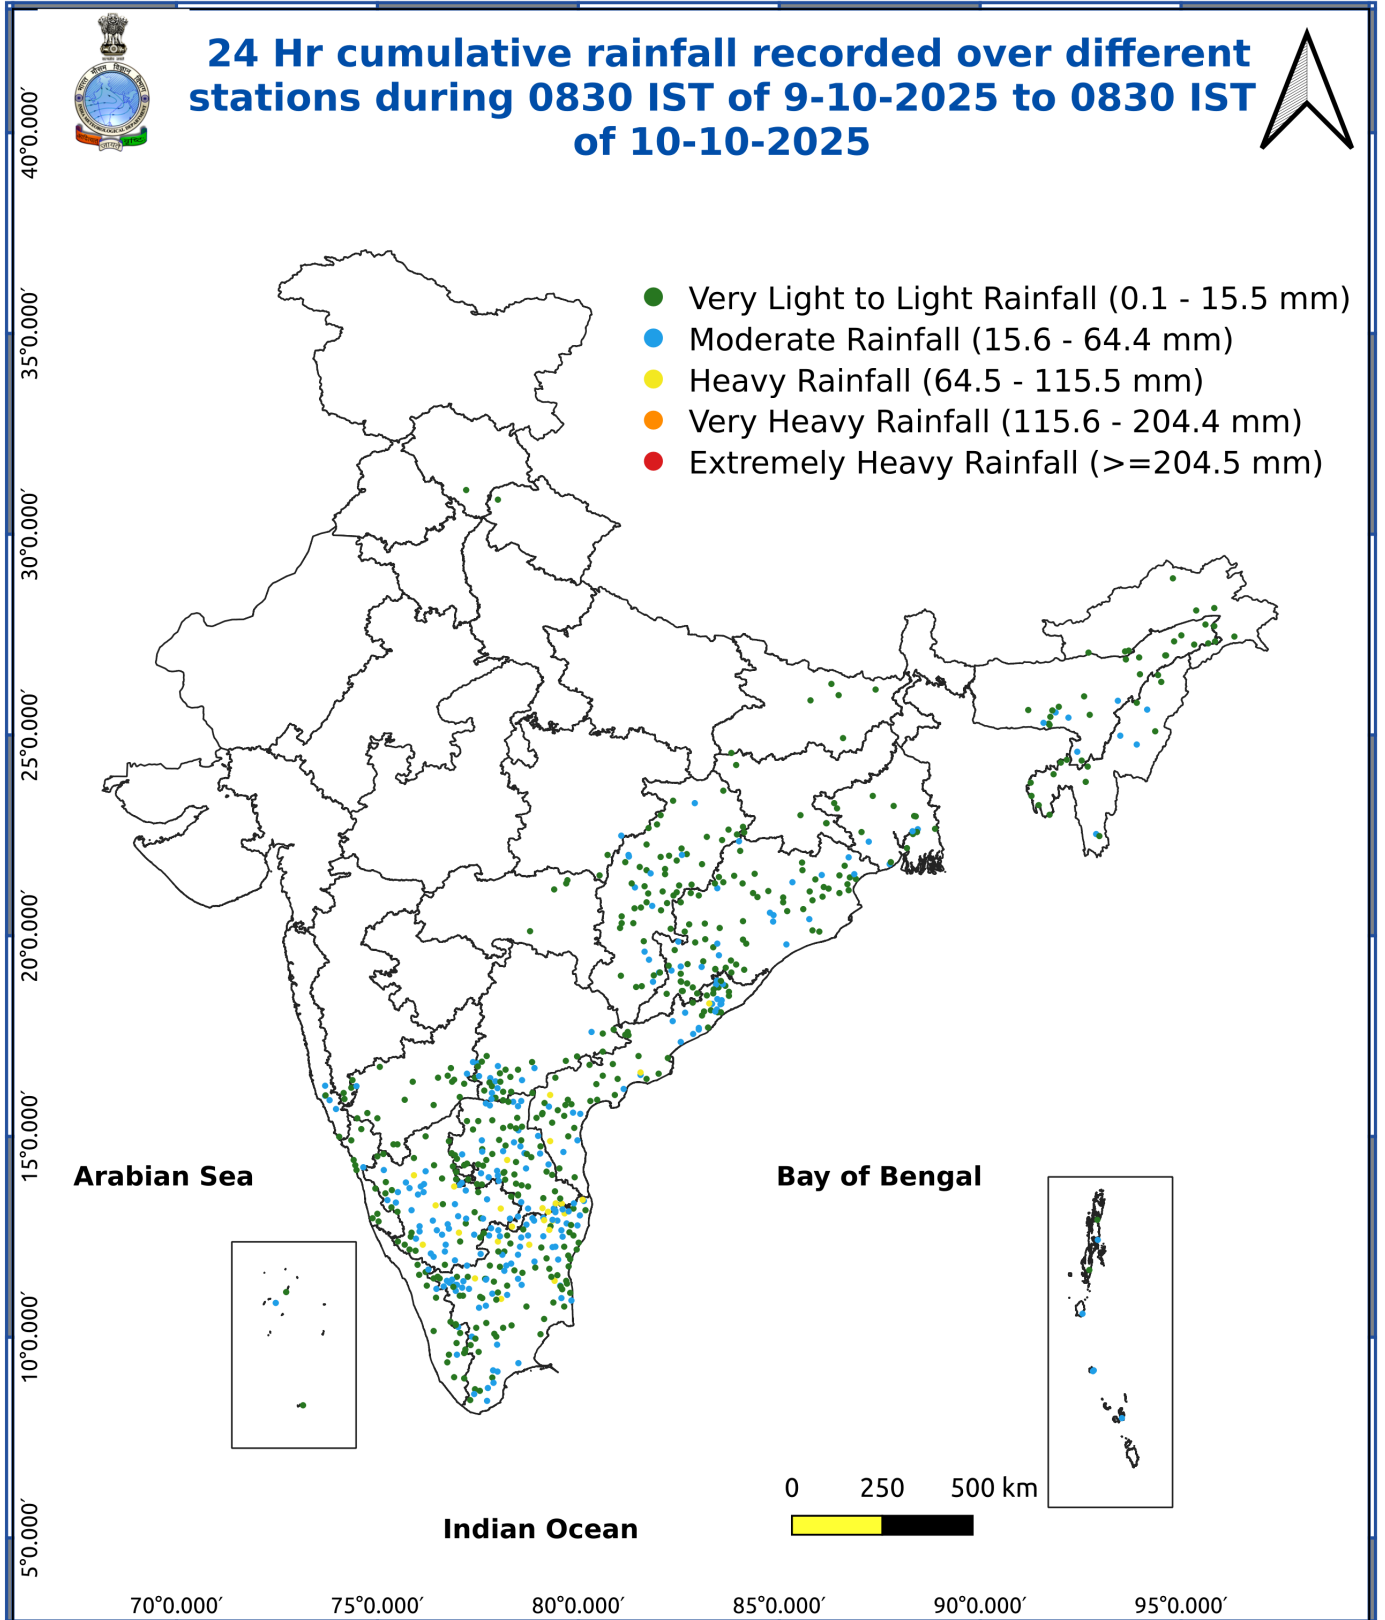 24 Hr cumulative rainfall recorded over different
stations during 0830 IST of 9-10-2025 to 0830 IST
of 10-10-2025
Very Light to Light Rainfall (0.1 - 15.5 mm)
Moderate Rainfall (15.6 - 64.4 mm)
Heavy Rainfall (64.5 - 115.5 mm)
Very Heavy Rainfall (115.6 - 204.4 mm)
Extremely Heavy Rainfall (>=204.5 mm)
40°0.000′
35°0.000′
30°0.000′
25°0.000′
20°0.000′
15°0.000′
10°0.000′
5°0.000′
Arabian Sea
Bay of Bengal
Indian Ocean
0 250 500 km
70°0.000′ 75°0.000′ 80°0.000′ 85°0.000′ 90°0.000′ 95°0.000′